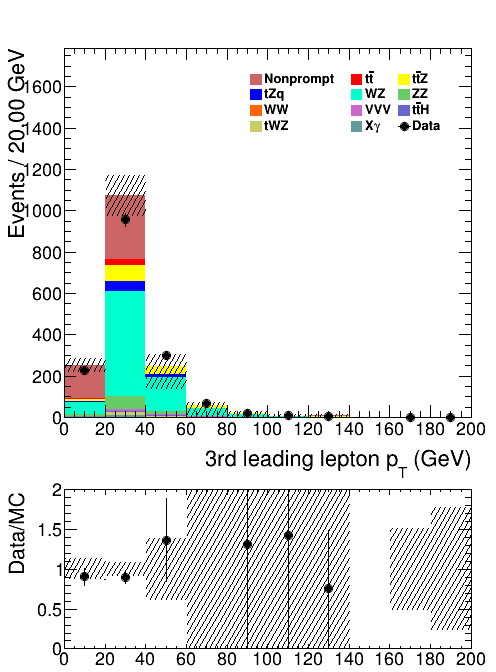 Events / 20.00 GeV
1600
1400
1200
1000
800
600
400
200
0
Nonprompt tt̄ tt̄Z
tZq WZ ZZ
WW VVV tt̄H
tWZ Xγ Data
0 20 40 60 80 100 120 140 160 180 200
3rd leading lepton p_T (GeV)
Data/MC
2
1.5
1
0.5
0
0 20 40 60 80 100 120 140 160 180 200